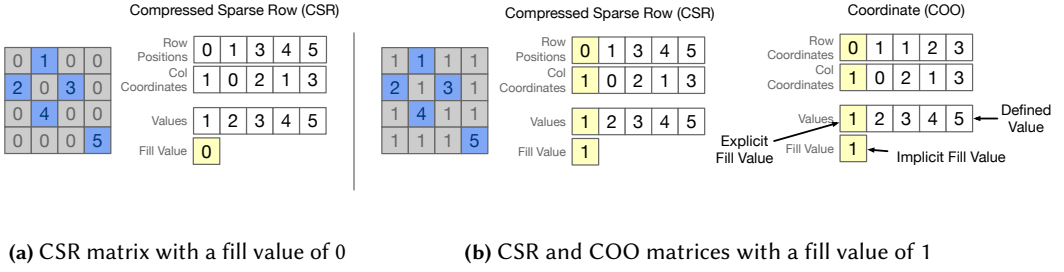 Compressed Sparse Row (CSR)
0 1 0 0
2 0 3 0
0 4 0 0
0 0 0 5
Row
Positions
0 1 3 4 5
Col
Coordinates
1 0 2 1 3
Values
1 2 3 4 5
Fill Value
0
Compressed Sparse Row (CSR)
1 1 1 1
2 1 3 1
1 4 1 1
1 1 1 5
Row
Positions
0 1 3 4 5
Col
Coordinates
1 0 2 1 3
Values
1 2 3 4 5
Fill Value
1
Coordinate (COO)
Row
Coordinates
0 1 1 2 3
Col
Coordinates
1 0 2 1 3
Values
1 2 3 4 5
Fill Value
1
Defined
Value
Explicit
Fill Value
Implicit Fill Value
(a) CSR matrix with a fill value of 0
(b) CSR and COO matrices with a fill value of 1